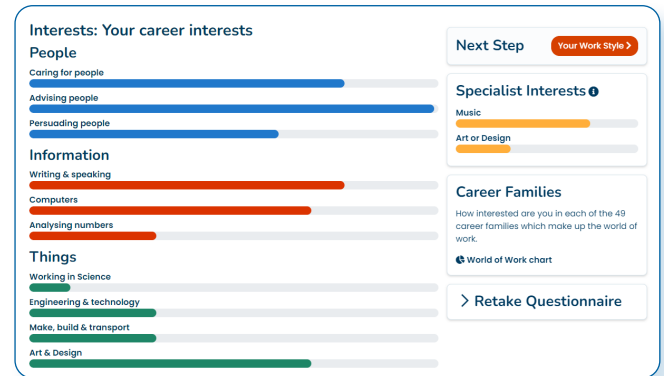 Interests: Your career interests
People
Caring for people
Advising people
Persuading people
Information
Writing & speaking
Computers
Analysing numbers
Things
Working in Science
Engineering & technology
Make, build & transport
Art & Design
Next Step
Your Work Style
Specialist Interests
Music
Art or Design
Career Families
How interested are you in each of the 49
career families which make up the world of
work.
World of Work chart
Retake Questionnaire